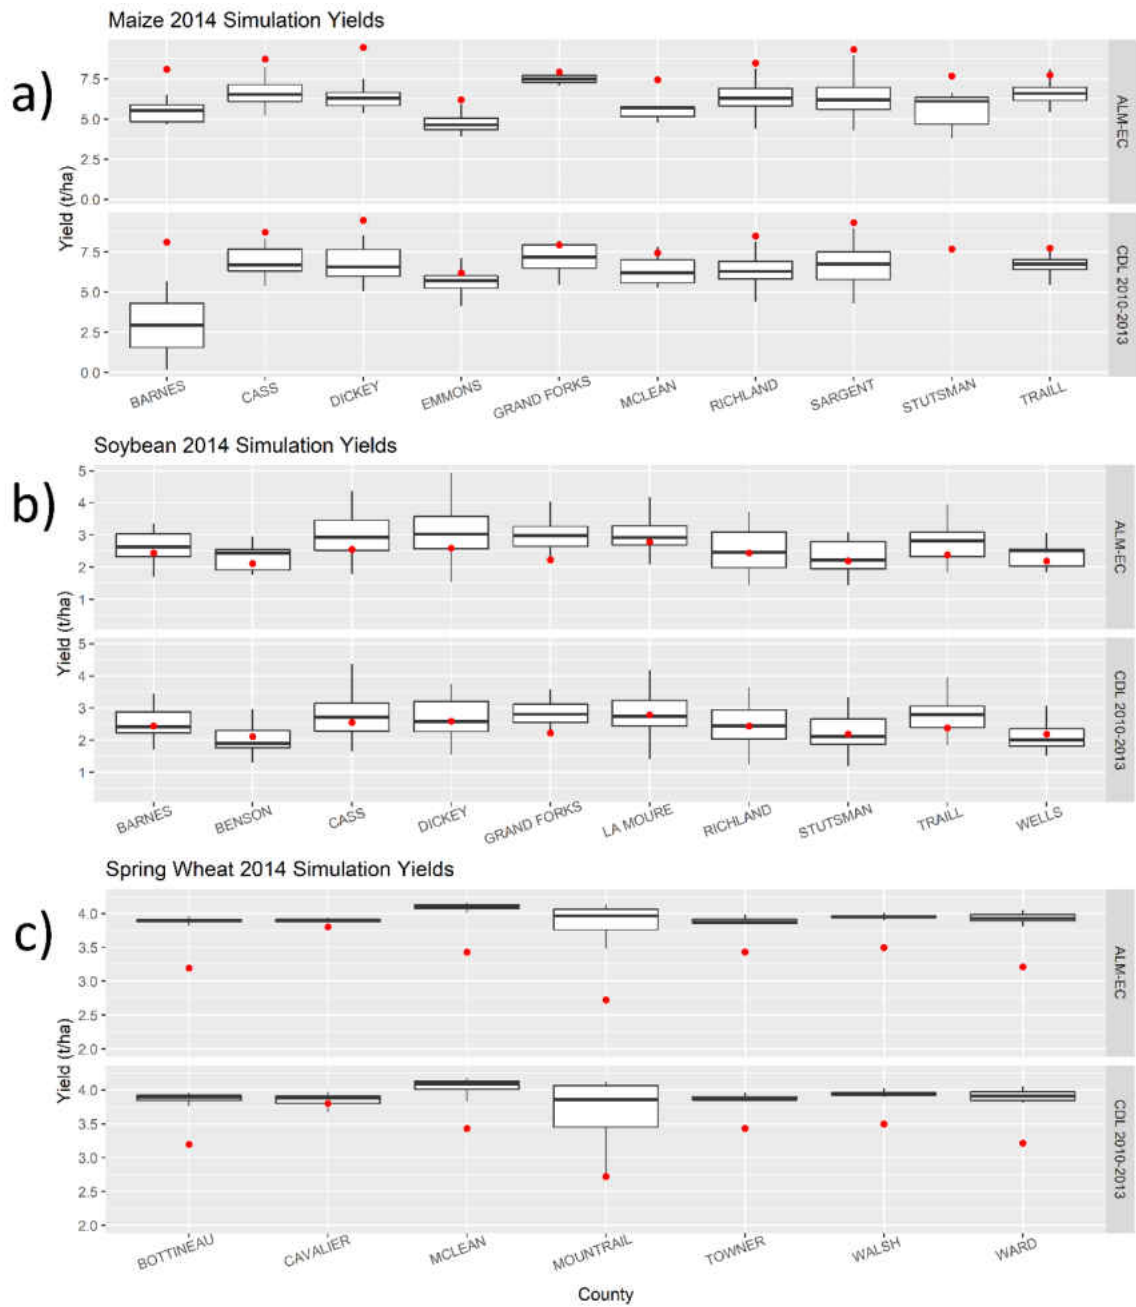 Maize 2014 Simulation Yields
a)
Yield (t/ha)
7.5
5.0
2.5
0.0
ALM-EC
7.5
5.0
2.5
0.0
CDL 2010-2013
BARNES CASS DICKEY EMMONS GRAND FORKS MCLEAN RICHLAND SARGENT STUTSMAN TRAILL
Soybean 2014 Simulation Yields
b)
Yield (t/ha)
5
4
3
2
1
ALM-EC
5
4
3
2
1
CDL 2010-2013
BARNES BENSON CASS DICKEY GRAND FORKS LA MOURE RICHLAND STUTSMAN TRAILL WELLS
Spring Wheat 2014 Simulation Yields
c)
Yield (t/ha)
4.0
3.5
3.0
2.5
2.0
ALM-EC
4.0
3.5
3.0
2.5
2.0
CDL 2010-2013
BOTTINEAU CAVALIER MCLEAN MOUNTRAIL TOWNER WALSH WARD
County